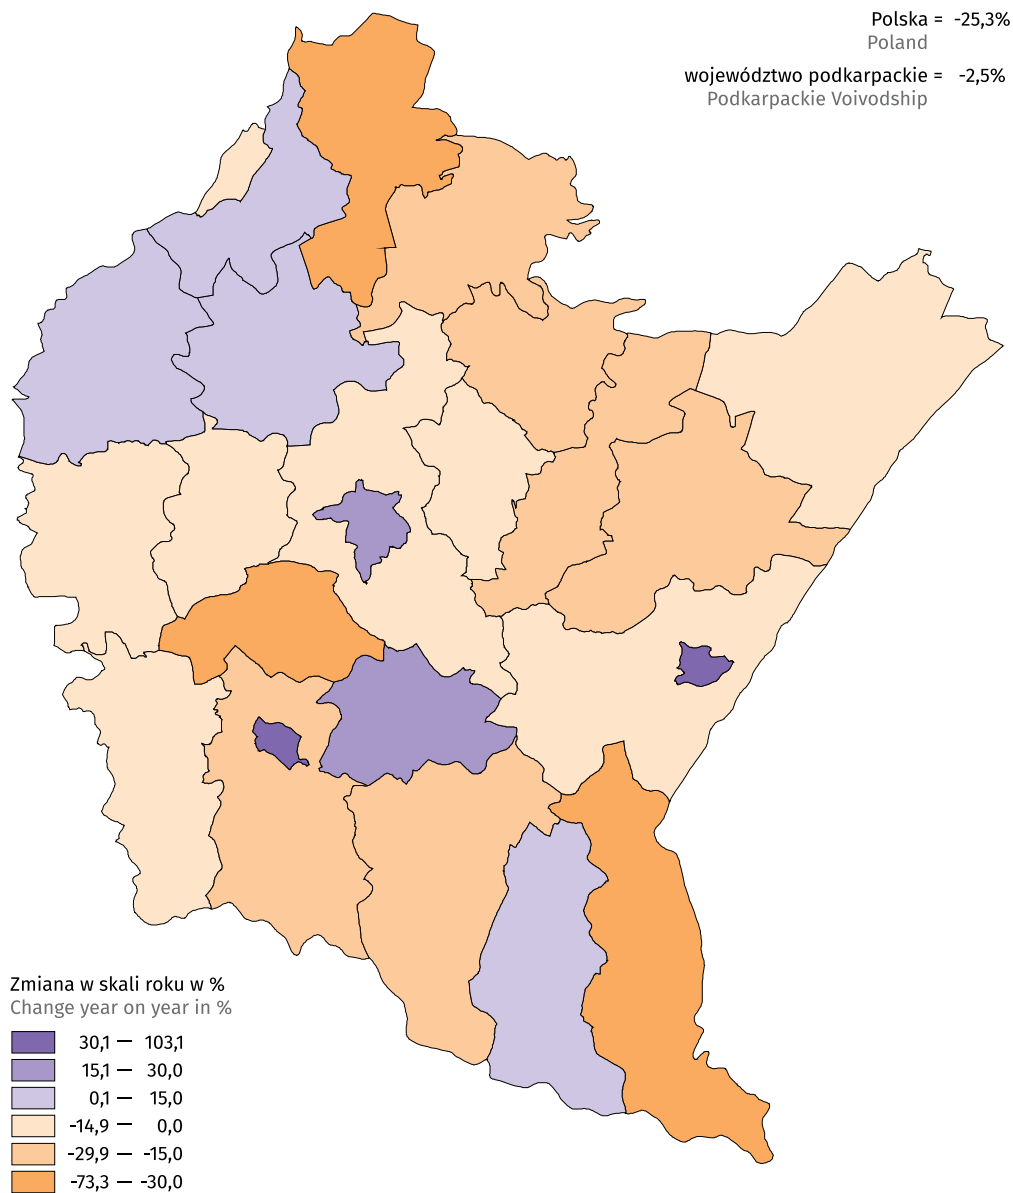 Polska = -25,3%
Poland
województwo podkarpackie = -2,5%
Podkarpackie Voivodship
Zmiana w skali roku w %
Change year on year in %
30,1 — 103,1
15,1 — 30,0
0,1 — 15,0
-14,9 — 0,0
-29,9 — -15,0
-73,3 — -30,0